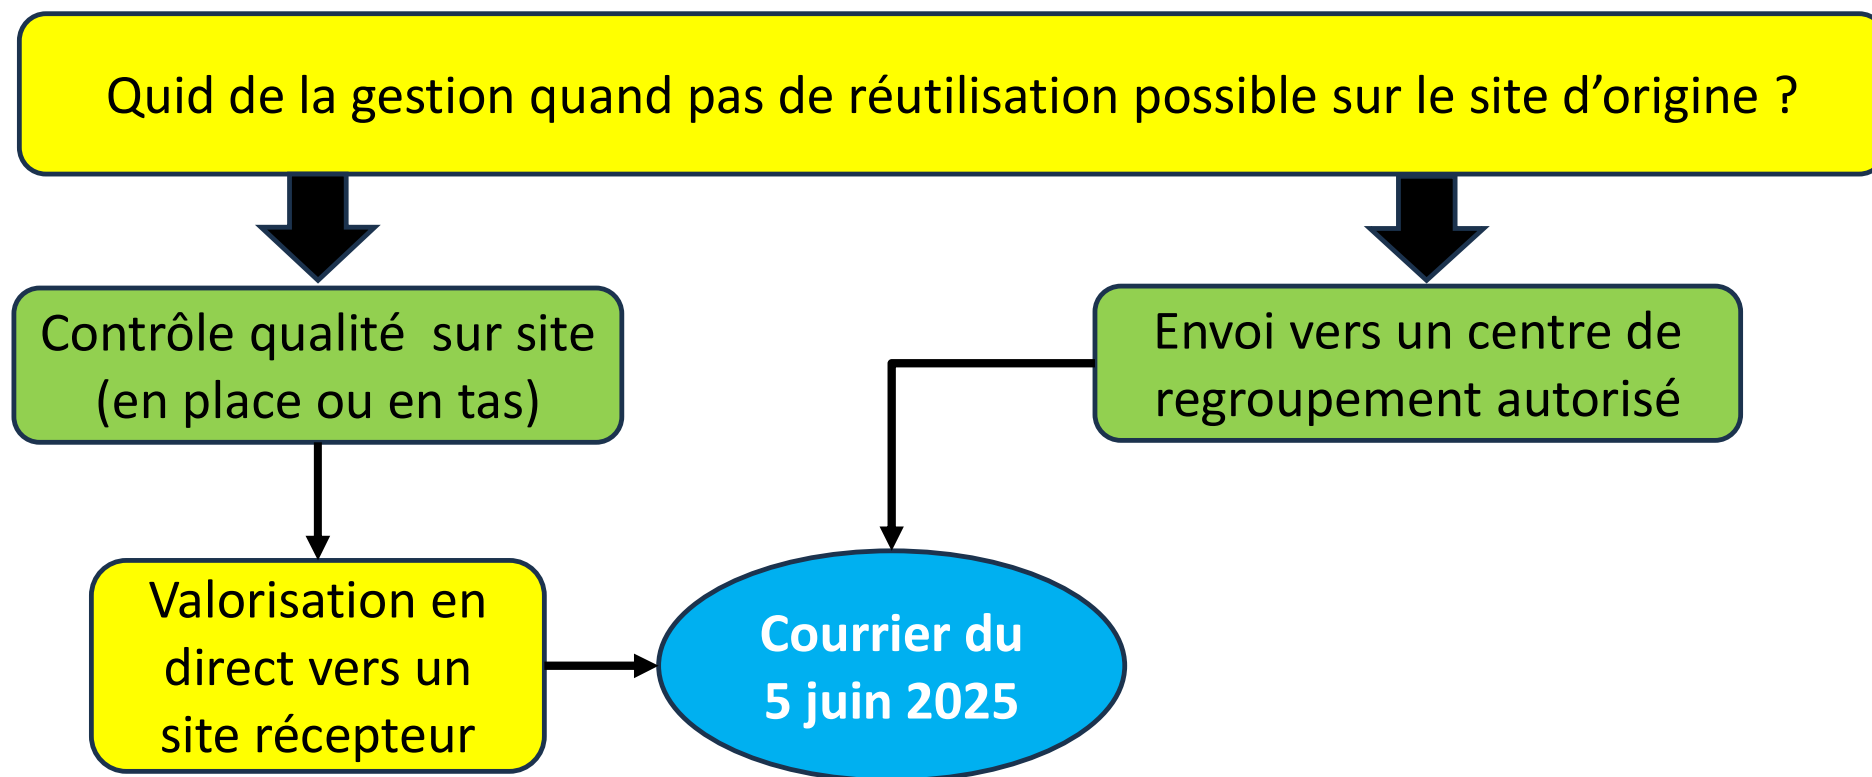 Quid de la gestion quand pas de réutilisation possible sur le site d’origine ?
Contrôle qualité  sur site
(en place ou en tas)
Envoi vers un centre de
regroupement autorisé
Valorisation en
direct vers un
site récepteur
Courrier du
5 juin 2025